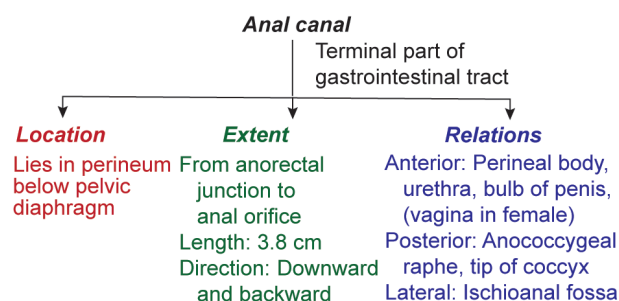 Anal canal
Terminal part of
gastrointestinal tract
Location
Lies in perineum
below pelvic
diaphragm
Extent
From anorectal
junction to
anal orifice
Length: 3.8 cm
Direction: Downward
and backward
Relations
Anterior: Perineal body,
urethra, bulb of penis,
(vagina in female)
Posterior: Anococcygeal
raphe, tip of coccyx
Lateral: Ischioanal fossa